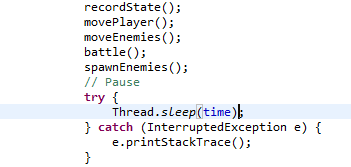 recordState();
movePlayer();
moveEnemies();
battle();
spawnEnemies();
// Pause
try {
    Thread.sleep(time);
} catch (InterruptedException e) {
    e.printStackTrace();
}